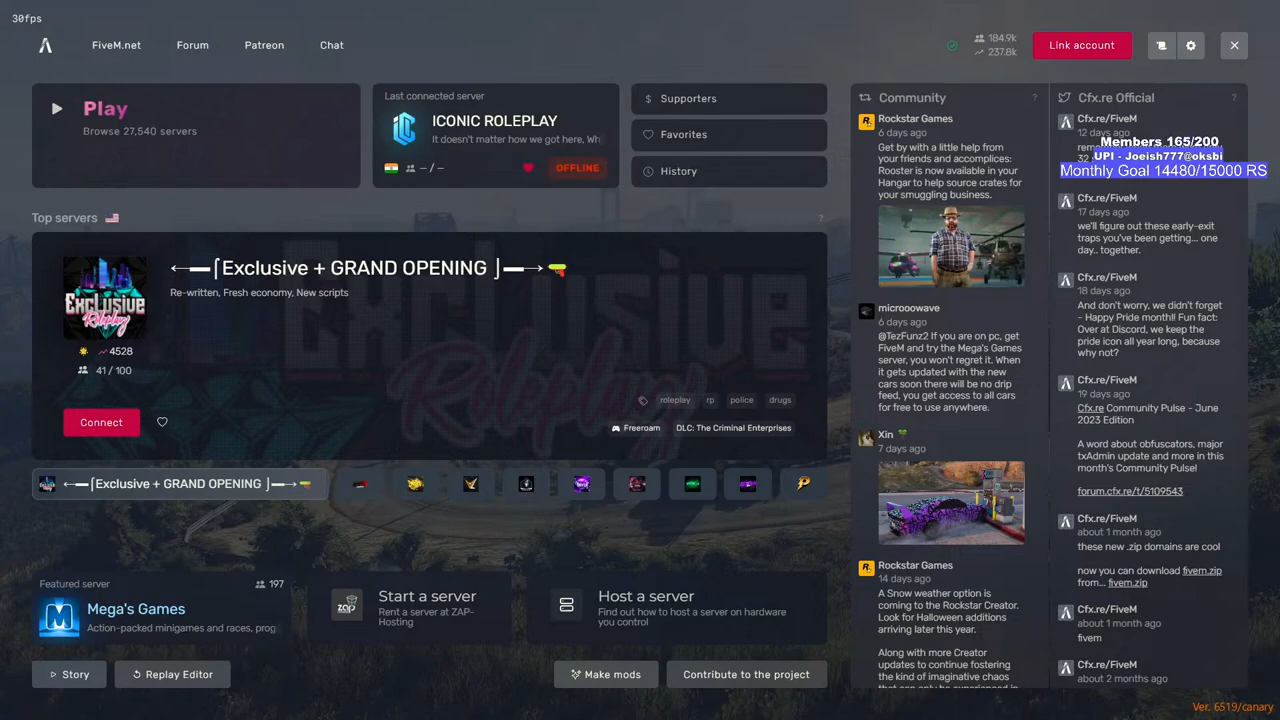 30fps
FiveM.net
Forum
Patreon
Chat
184.9k
237.8k
Link account
Play
Browse 27,540 servers
Last connected server
ICONIC ROLEPLAY
It doesn't matter how we got here, Wh
– / –
OFFLINE
Supporters
Favorites
History
Top servers
Exclusive Roleplay
←—▬⌠Exclusive + GRAND OPENING ⌡▬—→
Re-written, Fresh economy, New scripts
4528
41 / 100
Connect
roleplay
rp
police
drugs
Freeroam
DLC: The Criminal Enterprises
←—▬⌠Exclusive + GRAND OPENING ⌡▬—→
Featured server
197
Mega's Games
Action-packed minigames and races, prog
ZAP
Start a server
Rent a server at ZAP-
Hosting
Host a server
Find out how to host a server on hardware
you control
Story
Replay Editor
Make mods
Contribute to the project
Community
?
Rockstar Games
6 days ago
Get by with a little help from
your friends and accomplices:
Rooster is now available in your
Hangar to help source crates for
your smuggling business.
microoowave
6 days ago
@TezFunz2 If you are on pc, get
FiveM and try the Mega's Games
server, you won't regret it. When
it gets updated with the new
cars soon there will be no drip
feed, you get access to all cars
for free to use anywhere.
Xin
7 days ago
Rockstar Games
14 days ago
A Snow weather option is
coming to the Rockstar Creator.
Look for Halloween additions
arriving later this year.
Along with more Creator
updates to continue fostering
the kind of imaginative chaos
Cfx.re Official
?
Cfx.re/FiveM
12 days ago
Members 165/200
UPI - Joeish777@oksbi
Monthly Goal 14480/15000 RS
Cfx.re/FiveM
17 days ago
we'll figure out these early-exit
traps you've been getting... one
day.. together.
Cfx.re/FiveM
18 days ago
And don't worry, we didn't forget
- Happy Pride month!! Fun fact:
Over at Discord, we keep the
pride icon all year long, because
why not?
Cfx.re/FiveM
19 days ago
Cfx.re Community Pulse - June
2023 Edition
A word about obfuscators, major
txAdmin update and more in this
month's Community Pulse!
forum.cfx.re/t/5109543
Cfx.re/FiveM
about 1 month ago
these new .zip domains are cool
now you can download fivem.zip
from... fivem.zip
Cfx.re/FiveM
about 1 month ago
fivem
Cfx.re/FiveM
about 2 months ago
Ver. 6519/canary